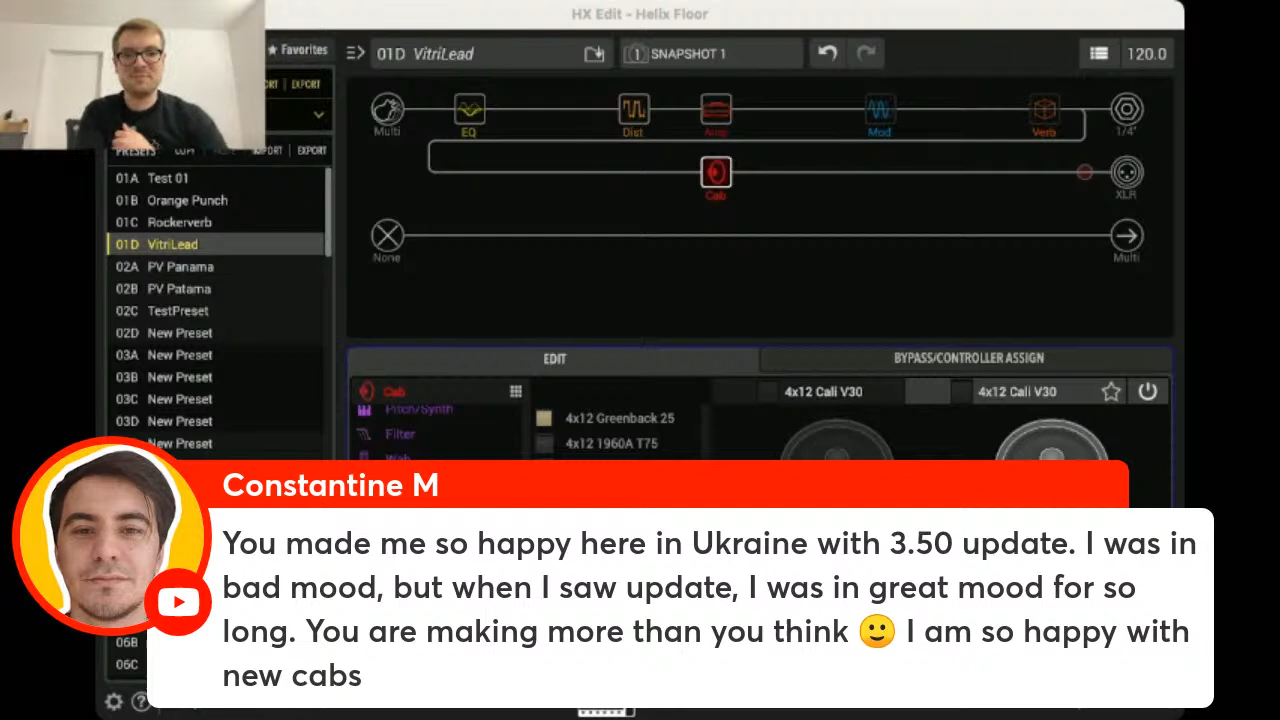 HX Edit - Helix Floor
★ Favorites
01D VitriLead
1 SNAPSHOT 1
120.0
EXPORT
Multi
EQ
Dist
Amp
Mod
Verb
1/4"
Cab
XLR
None
Multi
PRESETS
IMPORT
EXPORT
01A Test 01
01B Orange Punch
01C Rockerverb
01D VitriLead
02A PV Panama
02B PV Patama
02C TestPreset
02D New Preset
03A New Preset
03B New Preset
03C New Preset
03D New Preset
New Preset
06B
06C
EDIT
BYPASS/CONTROLLER ASSIGN
Cab
Pitch/Synth
Filter
Wah
4x12 Greenback 25
4x12 1960A T75
4x12 Cali V30
4x12 Cali V30
Constantine M
You made me so happy here in Ukraine with 3.50 update. I was in
bad mood, but when I saw update, I was in great mood for so
long. You are making more than you think 🙂 I am so happy with
new cabs